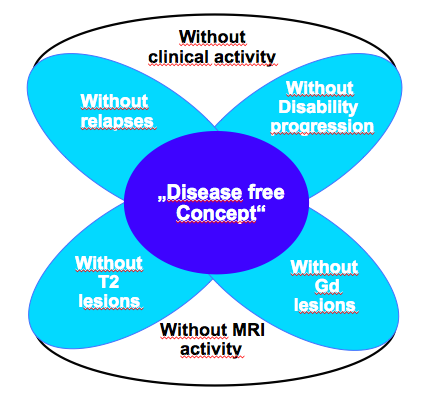 Without
clinical activity
Without
relapses
Without
Disability
progression
„Disease free
Concept“
Without
T2
lesions
Without
Gd
lesions
Without MRI
activity